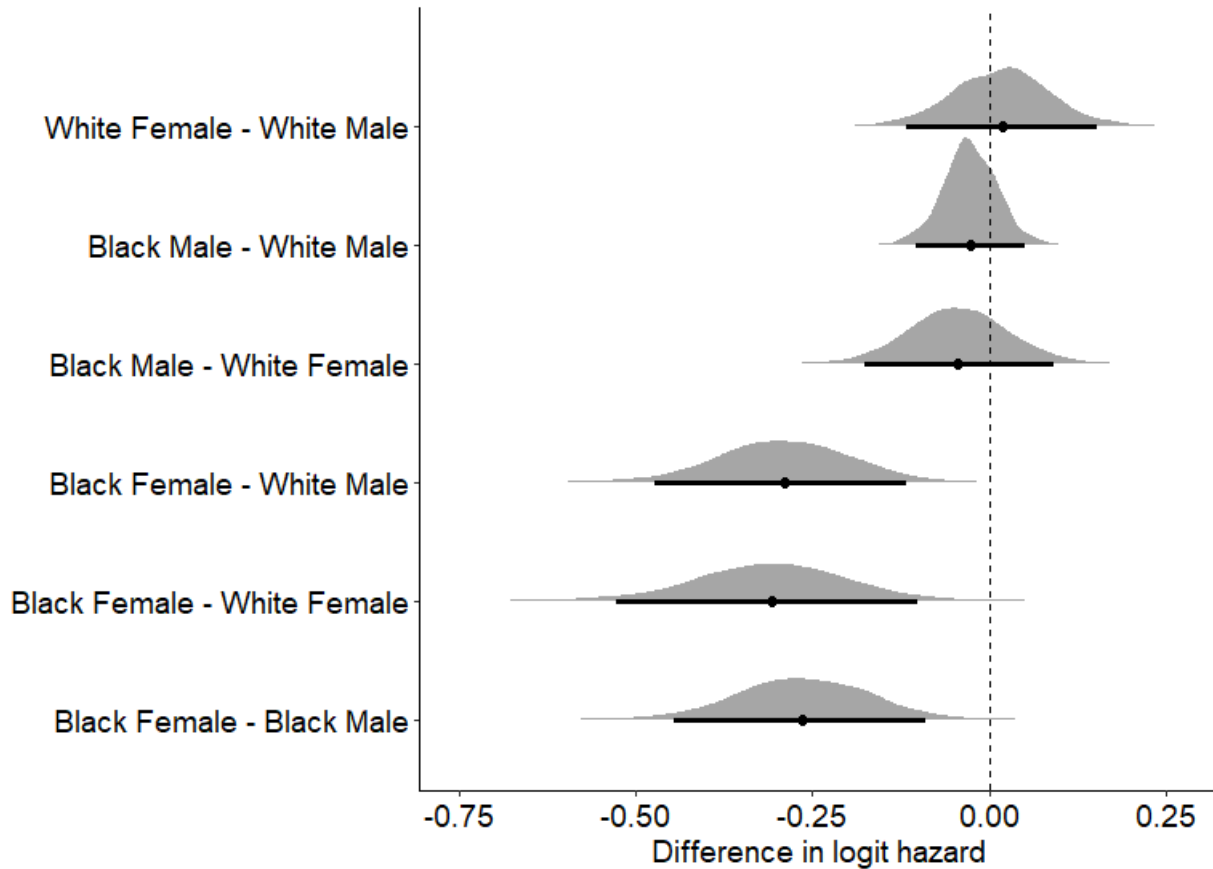 White Female - White Male
Black Male - White Male
Black Male - White Female
Black Female - White Male
Black Female - White Female
Black Female - Black Male
-0.75 -0.50 -0.25 0.00 0.25
Difference in logit hazard